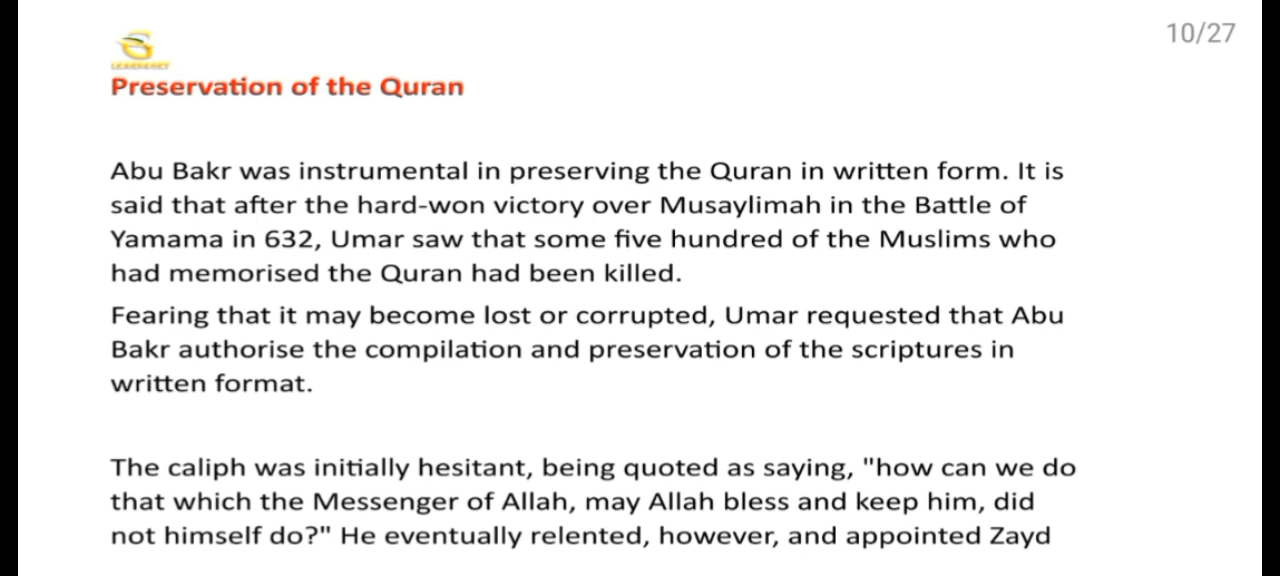 10/27
LEARN&GET
Preservation of the Quran
Abu Bakr was instrumental in preserving the Quran in written form. It is
said that after the hard-won victory over Musaylimah in the Battle of
Yamama in 632, Umar saw that some five hundred of the Muslims who
had memorised the Quran had been killed.
Fearing that it may become lost or corrupted, Umar requested that Abu
Bakr authorise the compilation and preservation of the scriptures in
written format.
The caliph was initially hesitant, being quoted as saying, "how can we do
that which the Messenger of Allah, may Allah bless and keep him, did
not himself do?" He eventually relented, however, and appointed Zayd